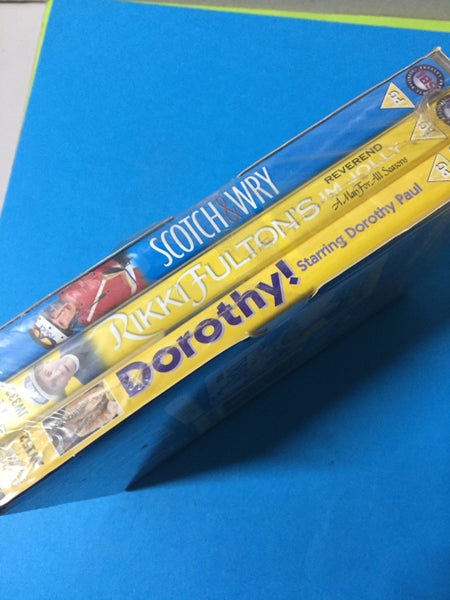 SCOTCH & WRY
PG
RIKKI FULTON'S
REVEREND
I.M. JOLLY
A Man For All Seasons
PG
Dorothy!
Starring Dorothy Paul
PG